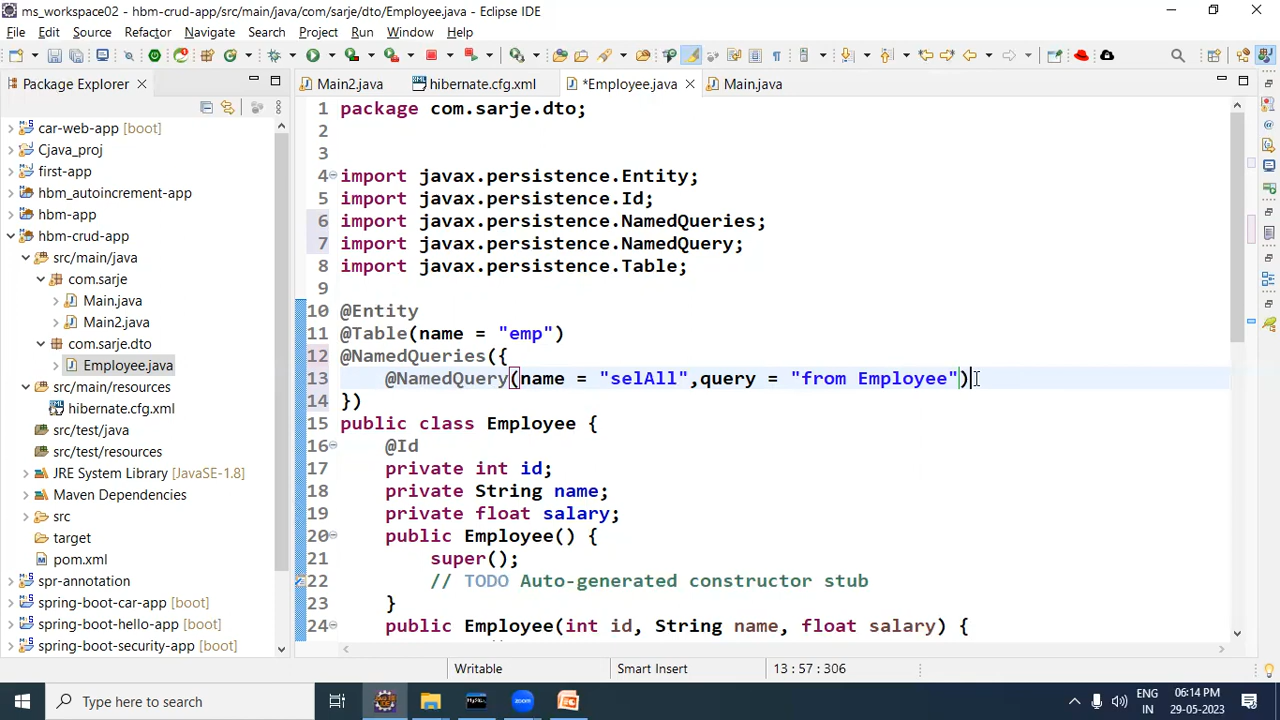 ms_workspace02 - hbm-crud-app/src/main/java/com/sarje/dto/Employee.java - Eclipse IDE
File Edit Source Refactor Navigate Search Project Run Window Help
Package Explorer
Main2.java hibernate.cfg.xml *Employee.java Main.java
car-web-app [boot]
Cjava_proj
first-app
hbm_autoincrement-app
hbm-app
hbm-crud-app
src/main/java
com.sarje
Main.java
Main2.java
com.sarje.dto
Employee.java
src/main/resources
hibernate.cfg.xml
src/test/java
src/test/resources
JRE System Library [JavaSE-1.8]
Maven Dependencies
src
target
pom.xml
spr-annotation
spring-boot-car-app [boot]
spring-boot-hello-app [boot]
spring-boot-security-app [boot]
1 package com.sarje.dto;
2
3
4 import javax.persistence.Entity;
5 import javax.persistence.Id;
6 import javax.persistence.NamedQueries;
7 import javax.persistence.NamedQuery;
8 import javax.persistence.Table;
9
10 @Entity
11 @Table(name = "emp")
12 @NamedQueries({
13 @NamedQuery(name = "selAll",query = "from Employee")
14 })
15 public class Employee {
16 @Id
17 private int id;
18 private String name;
19 private float salary;
20 public Employee() {
21 super();
22 // TODO Auto-generated constructor stub
23 }
24 public Employee(int id, String name, float salary) {
Writable Smart Insert 13 : 57 : 306
Type here to search
ENG
IN
06:14 PM
29-05-2023